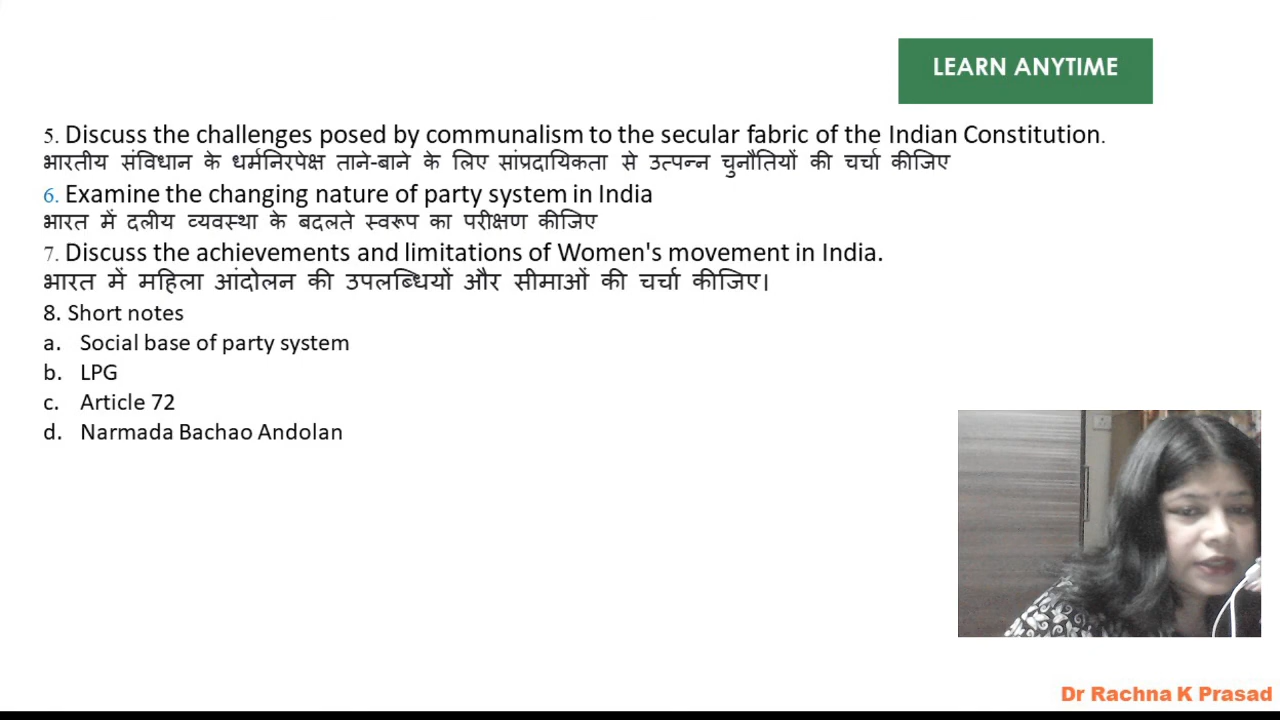 LEARN ANYTIME
5. Discuss the challenges posed by communalism to the secular fabric of the Indian Constitution.
भारतीय संविधान के धर्मनिरपेक्ष ताने-बाने के लिए सांप्रदायिकता से उत्पन्न चुनौतियों की चर्चा कीजिए
6. Examine the changing nature of party system in India
भारत में दलीय व्यवस्था के बदलते स्वरूप का परीक्षण कीजिए
7. Discuss the achievements and limitations of Women's movement in India.
भारत में महिला आंदोलन की उपलब्धियों और सीमाओं की चर्चा कीजिए।
8. Short notes
a. Social base of party system
b. LPG
c. Article 72
d. Narmada Bachao Andolan
Dr Rachna K Prasad